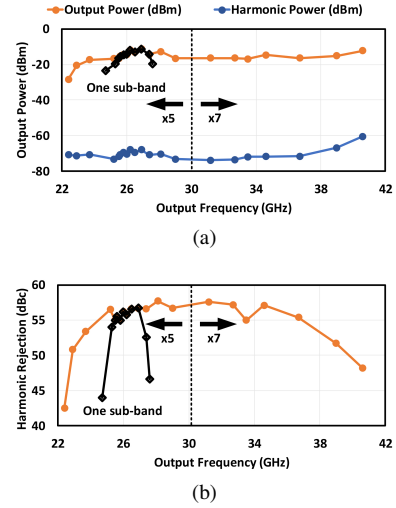 Output Power (dBm) Harmonic Power (dBm)
0
-20
-40
-60
-80
Output Power (dBm)
One sub-band
x5 x7
22 26 30 34 38 42
Output Frequency (GHz)
(a)
60
55
50
45
40
Harmonic Rejection (dBc)
x5 x7
One sub-band
22 26 30 34 38 42
Output Frequency (GHz)
(b)